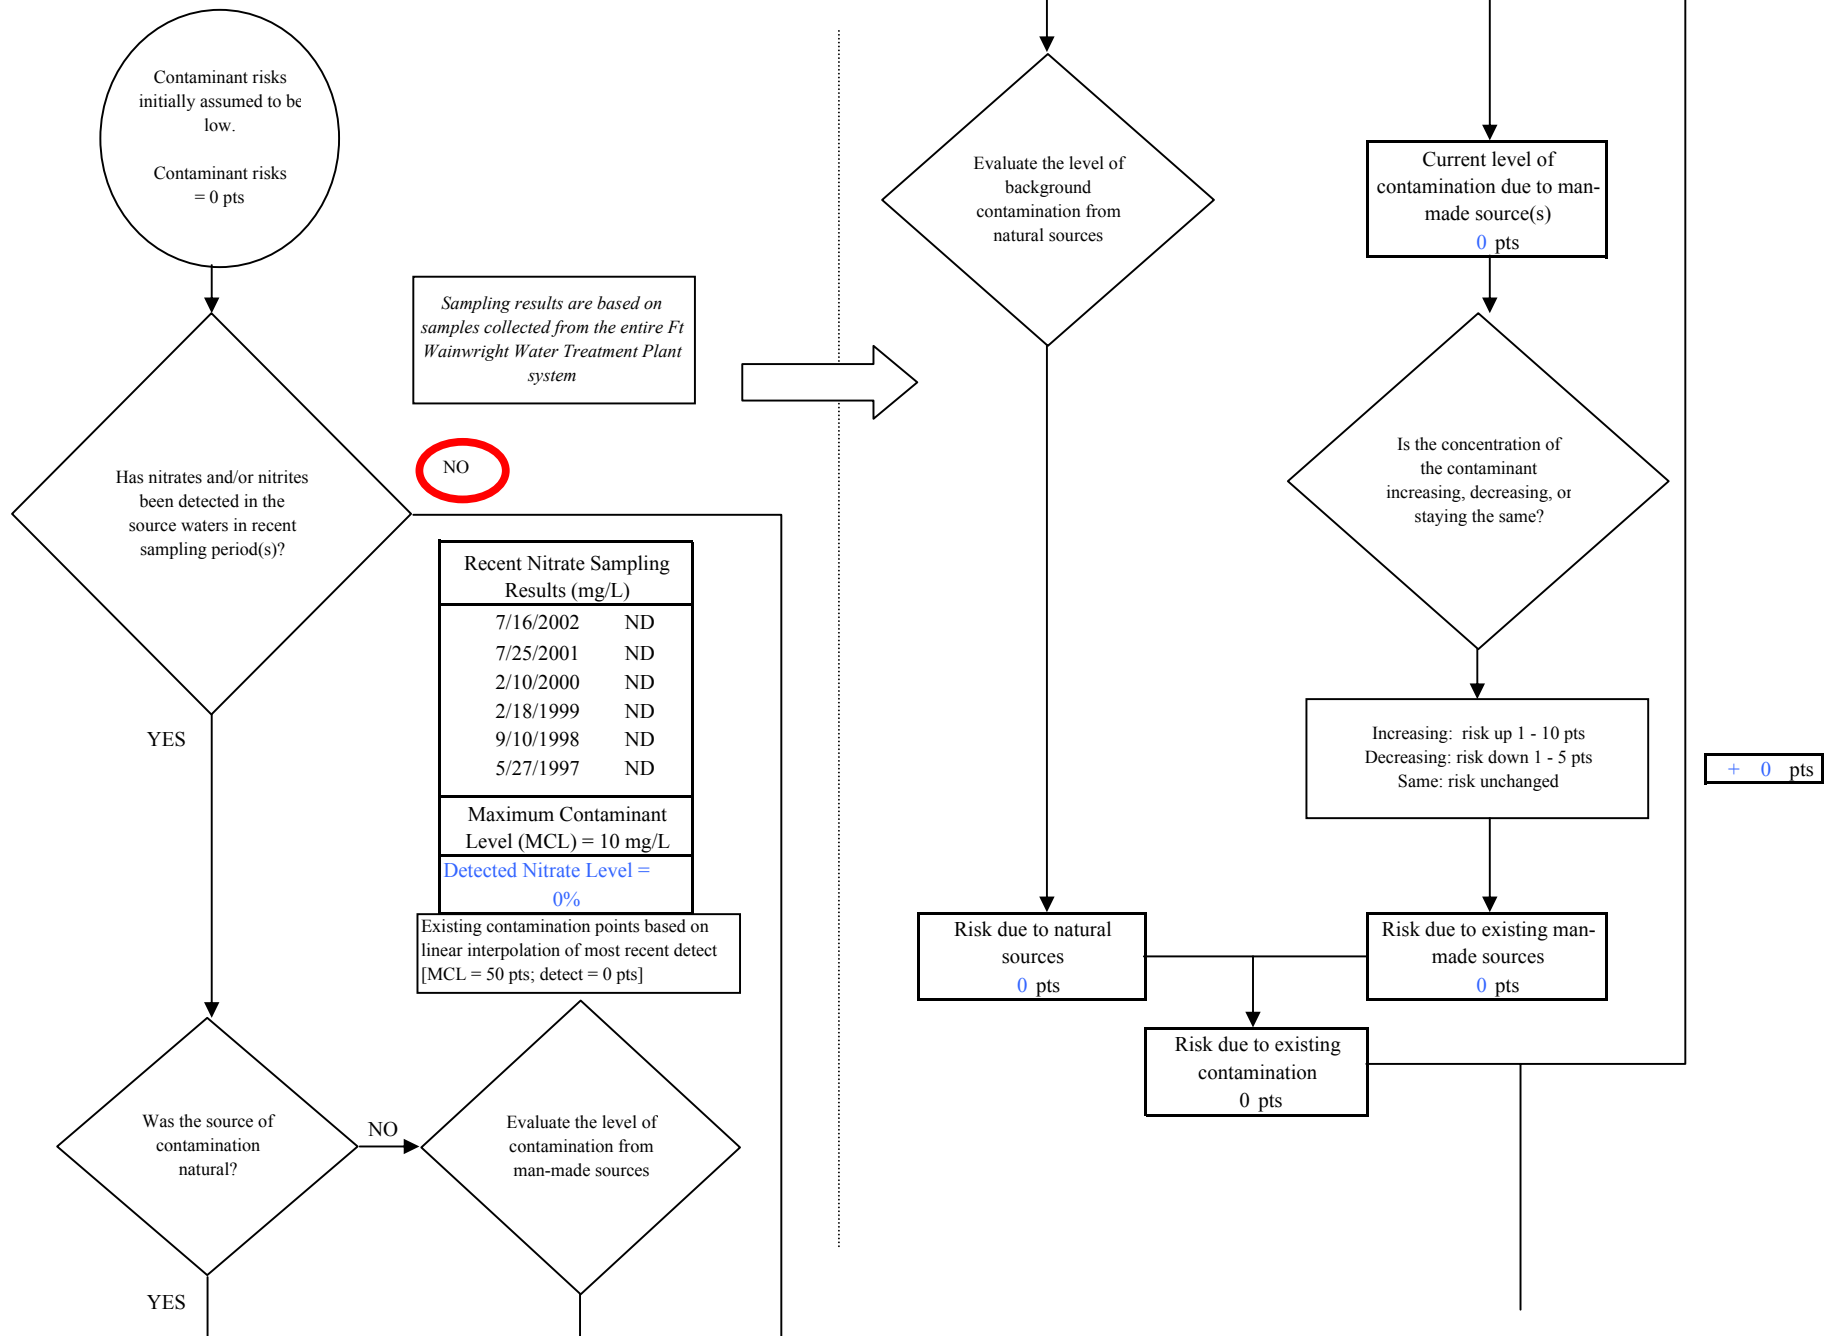 Contaminant risks
initially assumed to be
low.
Contaminant risks
= 0 pts
Sampling results are based on
samples collected from the entire Ft
Wainwright Water Treatment Plant
system
NO
Has nitrates and/or nitrites
been detected in the
source waters in recent
sampling period(s)?
Recent Nitrate Sampling
Results (mg/L)
7/16/2002 ND
7/25/2001 ND
2/10/2000 ND
2/18/1999 ND
9/10/1998 ND
5/27/1997 ND
Maximum Contaminant
Level (MCL) = 10 mg/L
Detected Nitrate Level =
0%
Existing contamination points based on
linear interpolation of most recent detect
[MCL = 50 pts; detect = 0 pts]
YES
Was the source of
contamination
natural?
NO
Evaluate the level of
contamination from
man-made sources
YES
Evaluate the level of
background
contamination from
natural sources
Current level of
contamination due to man-
made source(s)
0 pts
Is the concentration of
the contaminant
increasing, decreasing, or
staying the same?
Increasing: risk up 1 - 10 pts
Decreasing: risk down 1 - 5 pts
Same: risk unchanged
+ 0 pts
Risk due to natural
sources
0 pts
Risk due to existing man-
made sources
0 pts
Risk due to existing
contamination
0 pts